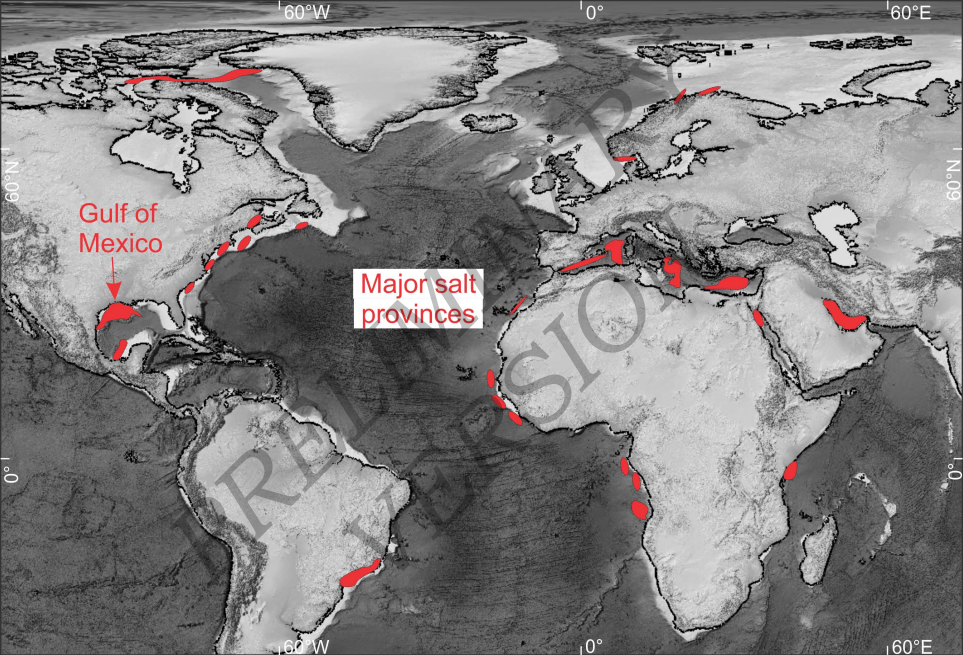 60°W
0°
60°E
60°N
60°N
Gulf of
Mexico
Major salt
provinces
PRELIMINARY
VERSION
0°
0°
60°W
0°
60°E